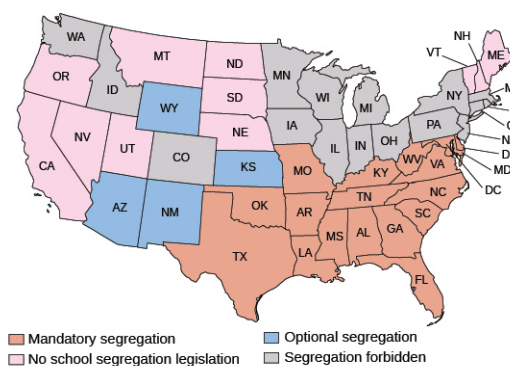 WA
MT
ND
MN
VT
NH
ME
OR
ID
SD
WI
MI
NY
M
WY
NE
IA
PA
NV
UT
CO
IL
IN
OH
N
D
CA
KS
MO
KY
WV
VA
MD
DC
AZ
NM
OK
AR
TN
NC
SC
TX
LA
MS
AL
GA
FL
Mandatory segregation
Optional segregation
No school segregation legislation
Segregation forbidden